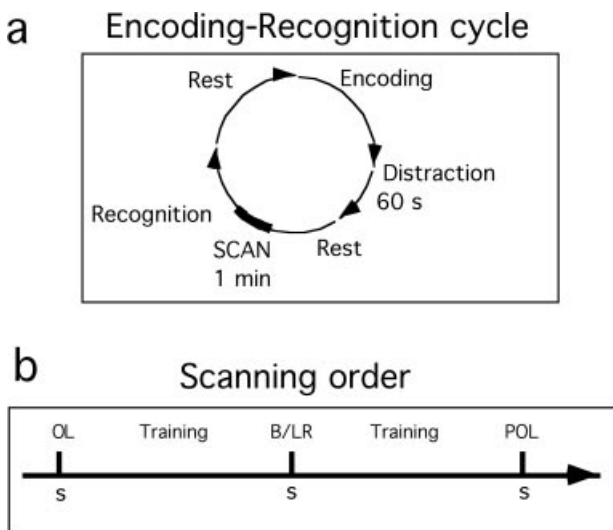 a
Encoding-Recognition cycle
Rest
Encoding
Distraction
60 s
Recognition
SCAN
1 min
Rest
b
Scanning order
OL Training B/LR Training POL
s s s